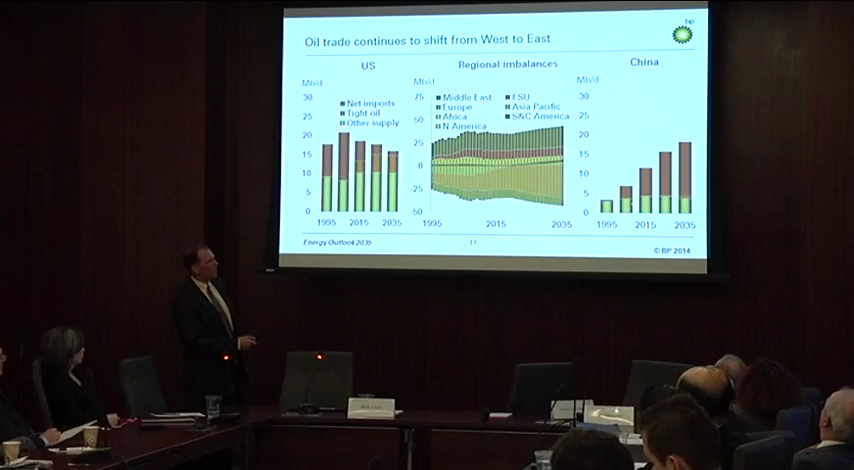 bp
Oil trade continues to shift from West to East
US
Mb/d
30
25
20
15
10
5
0
Net imports
Tight oil
Other supply
1995
2015
2035
Regional imbalances
Mb/d
75
50
25
0
-25
-50
Middle East
FSU
Europe
Asia Pacific
Africa
S&C America
N America
1995
2015
2035
China
Mb/d
30
25
20
15
10
5
0
1995
2015
2035
Energy Outlook 2035
17
© BP 2014